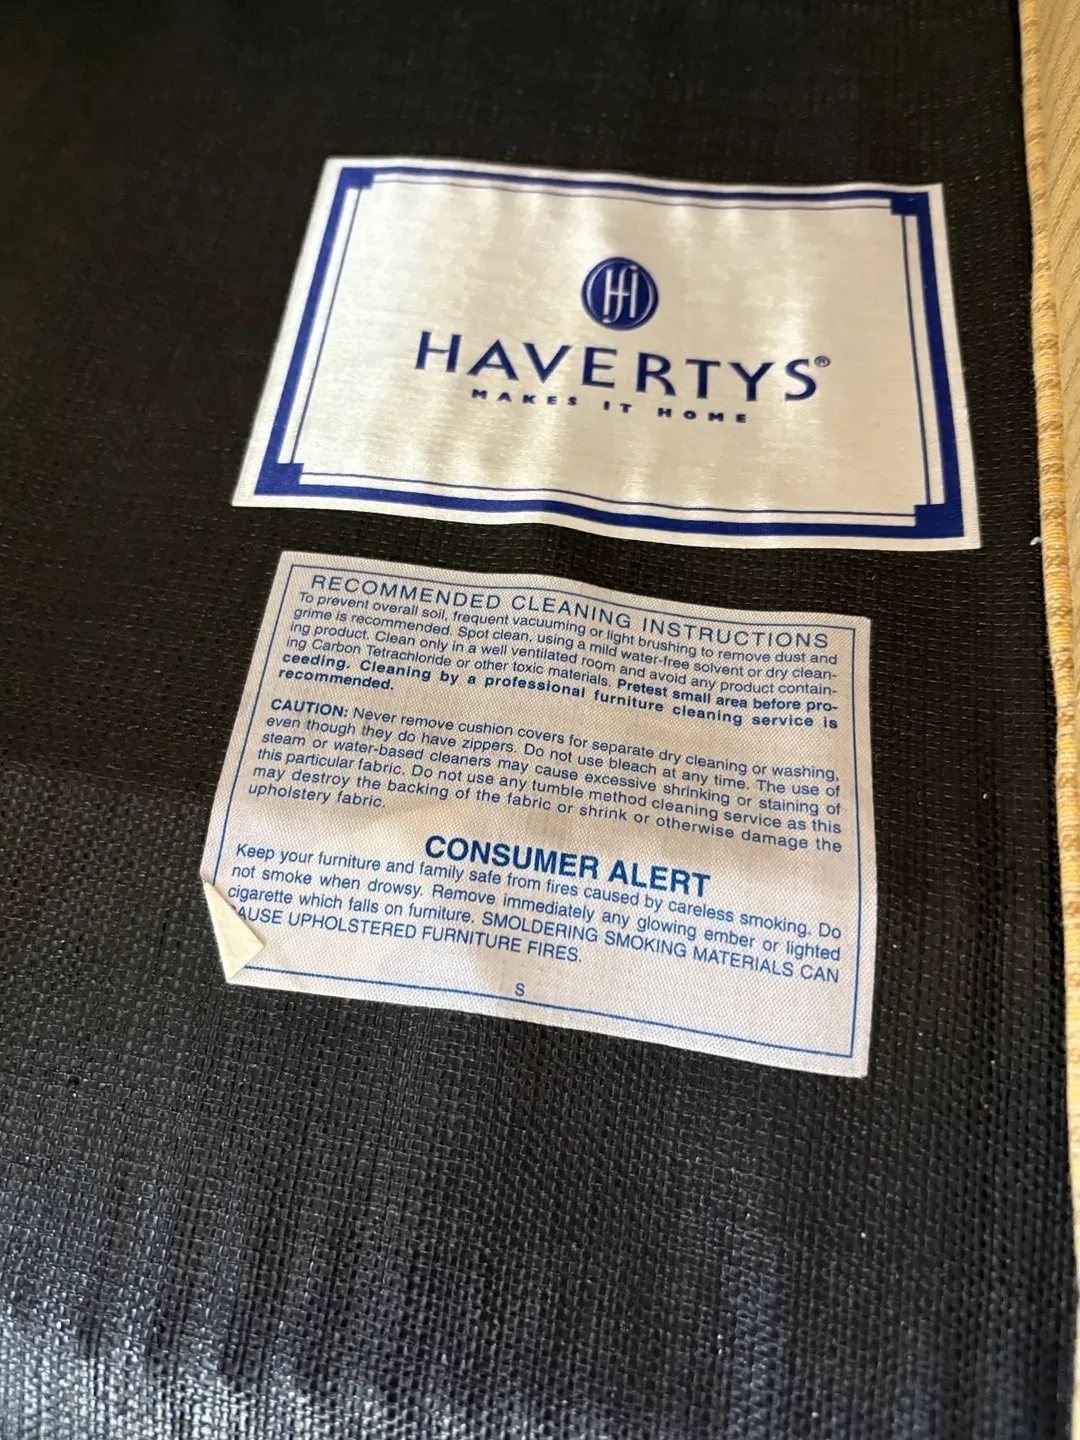 HI
HAVERTYS®
MAKES IT HOME
RECOMMENDED CLEANING INSTRUCTIONS
To prevent overall soil, frequent vacuuming or light brushing to remove dust and
grime is recommended. Spot clean, using a mild water-free solvent or dry clean-
ing product. Clean only in a well ventilated room and avoid any product contain-
ing Carbon Tetrachloride or other toxic materials. Pretest small area before pro-
ceeding. Cleaning by a professional furniture cleaning service is
recommended.
CAUTION: Never remove cushion covers for separate dry cleaning or washing,
even though they do have zippers. Do not use bleach at any time. The use of
steam or water-based cleaners may cause excessive shrinking or staining of
this particular fabric. Do not use any tumble method cleaning service as this
may destroy the backing of the fabric or shrink or otherwise damage the
upholstery fabric.
CONSUMER ALERT
Keep your furniture and family safe from fires caused by careless smoking. Do
not smoke when drowsy. Remove immediately any glowing ember or lighted
cigarette which falls on furniture. SMOLDERING SMOKING MATERIALS CAN
CAUSE UPHOLSTERED FURNITURE FIRES.
S